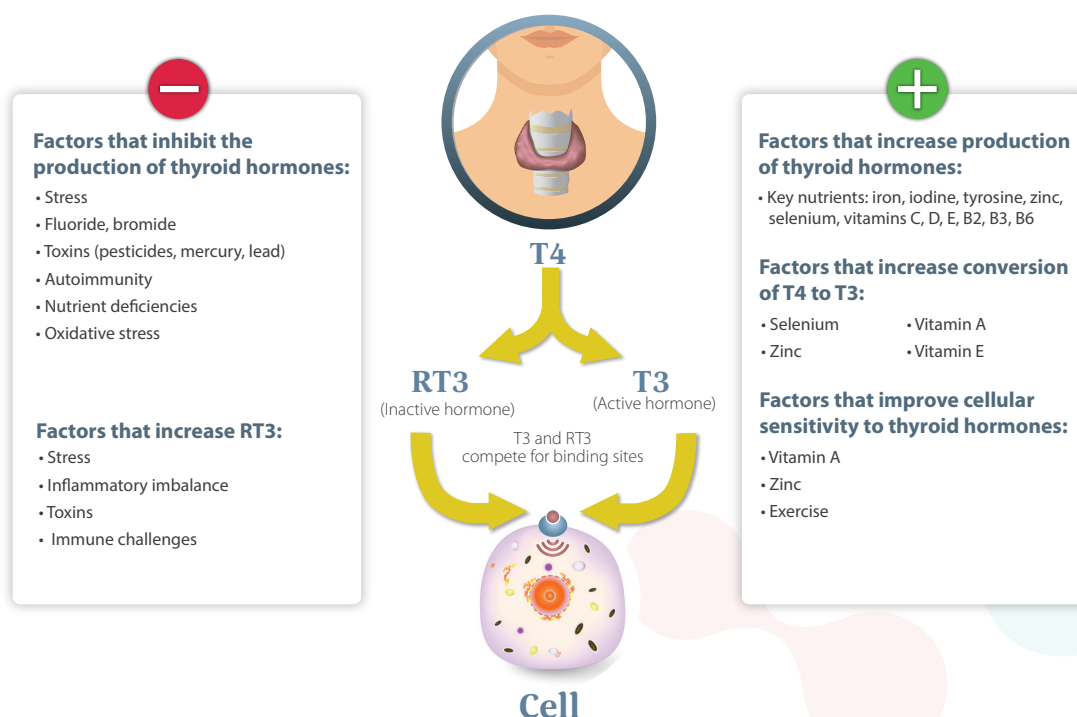 Factors that inhibit the
production of thyroid hormones:
• Stress
• Fluoride, bromide
• Toxins (pesticides, mercury, lead)
• Autoimmunity
• Nutrient deficiencies
• Oxidative stress
Factors that increase RT3:
• Stress
• Inflammatory imbalance
• Toxins
• Immune challenges
T4
RT3
(Inactive hormone)
T3
(Active hormone)
T3 and RT3
compete for binding sites
Cell
Factors that increase production
of thyroid hormones:
• Key nutrients: iron, iodine, tyrosine, zinc,
selenium, vitamins C, D, E, B2, B3, B6
Factors that increase conversion
of T4 to T3:
• Selenium
• Zinc
• Vitamin A
• Vitamin E
Factors that improve cellular
sensitivity to thyroid hormones:
• Vitamin A
• Zinc
• Exercise